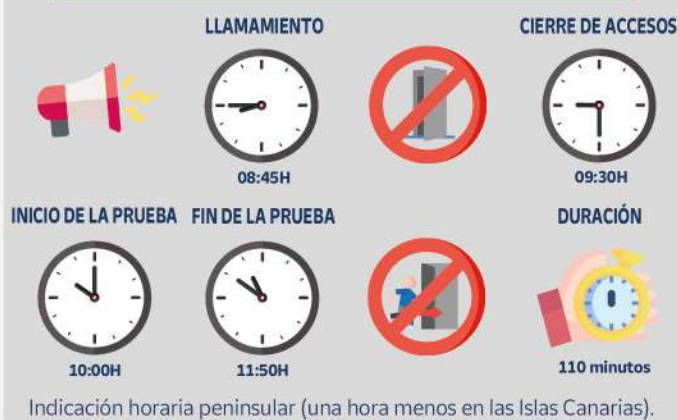 LLAMAMIENTO
CIERRE DE ACCESOS
08:45H
09:30H
INICIO DE LA PRUEBA
FIN DE LA PRUEBA
DURACIÓN
10:00H
11:50H
110 minutos
Indicación horaria peninsular (una hora menos en las Islas Canarias).